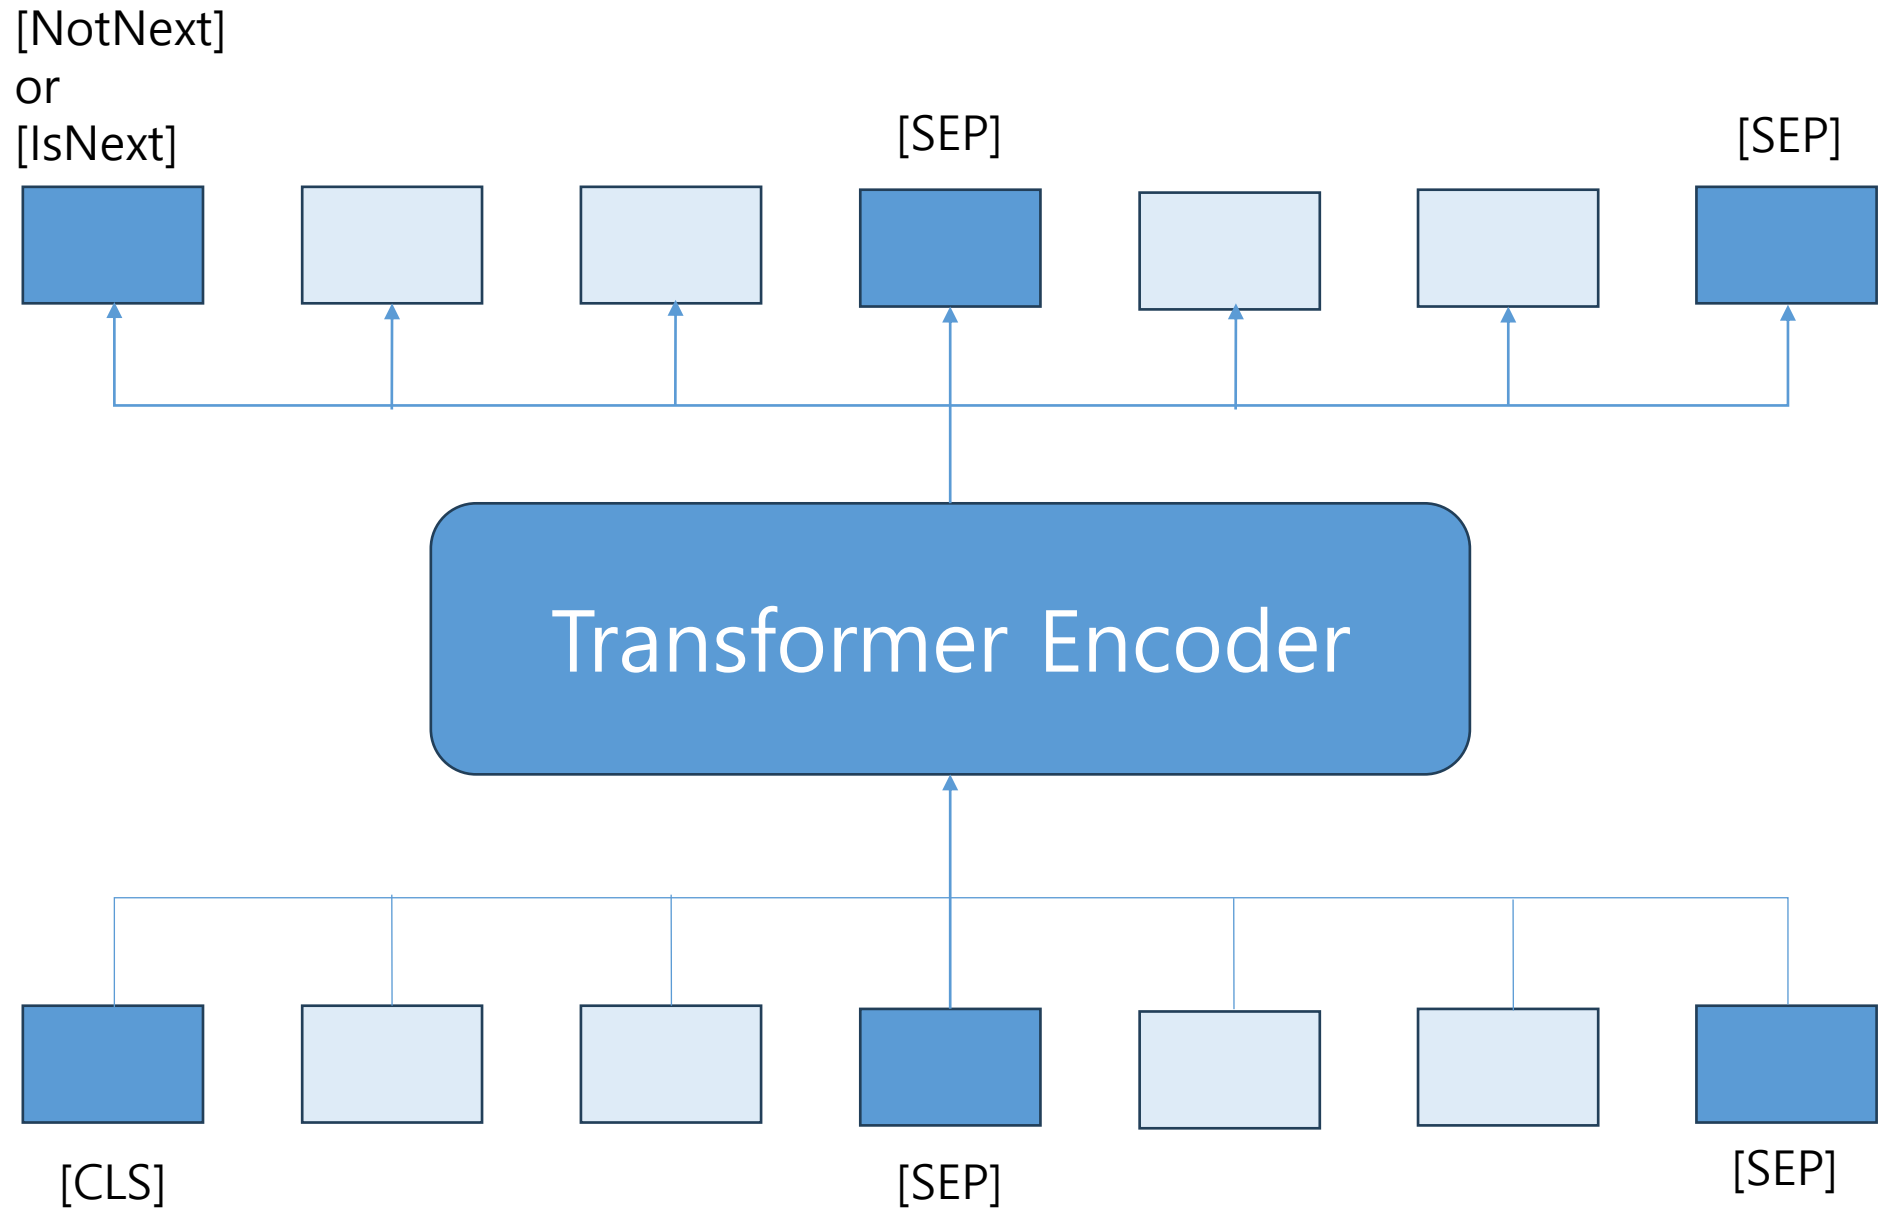 [NotNext]
or
[IsNext]
[SEP]
[SEP]
Transformer Encoder
[CLS]
[SEP]
[SEP]